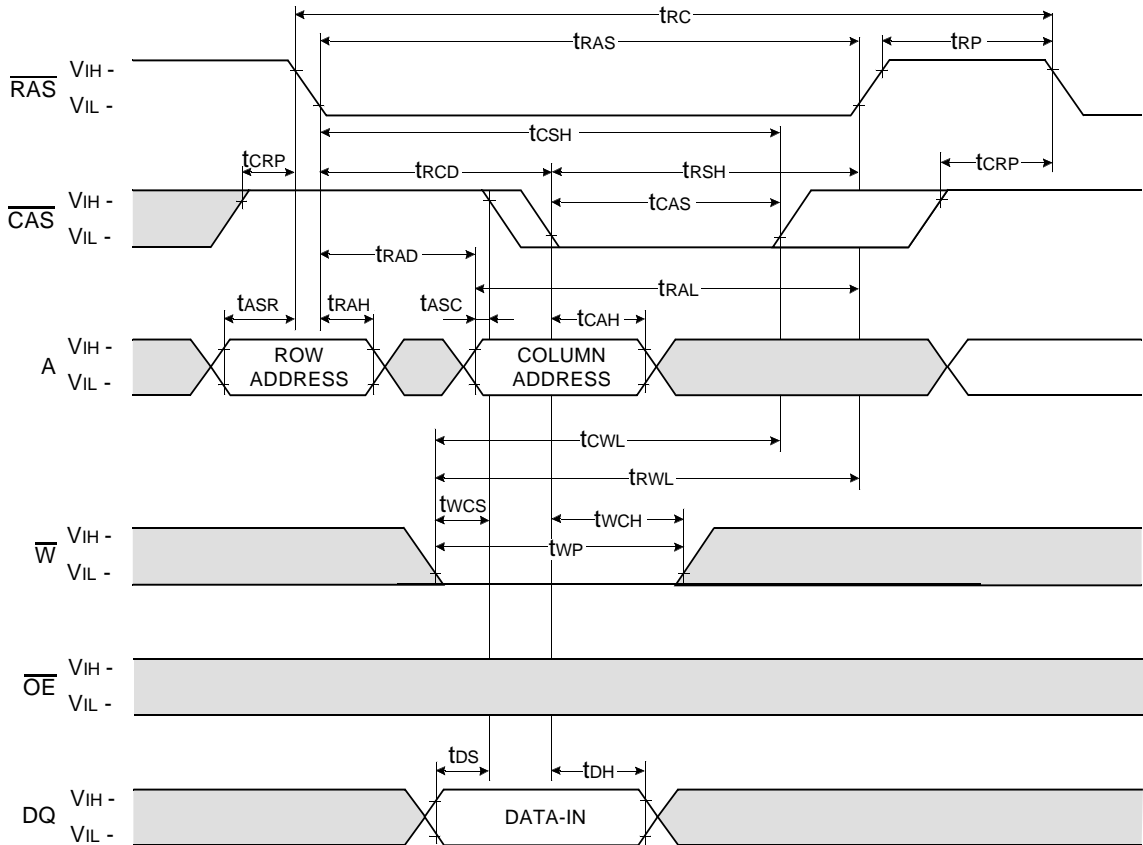 tRC
tRAS
tRP
RAS
VIH -
VIL -
tCSH
tCRP
tRCD
tRSH
tCRP
CAS
VIH -
VIL -
tCAS
tRAD
tRAL
tASR
tRAH
tASC
tCAH
A
VIH -
VIL -
ROW
ADDRESS
COLUMN
ADDRESS
tCWL
tRWL
tWCS
tWCH
tWP
W
VIH -
VIL -
OE
VIH -
VIL -
tDS
tDH
DQ
VIH -
VIL -
DATA-IN